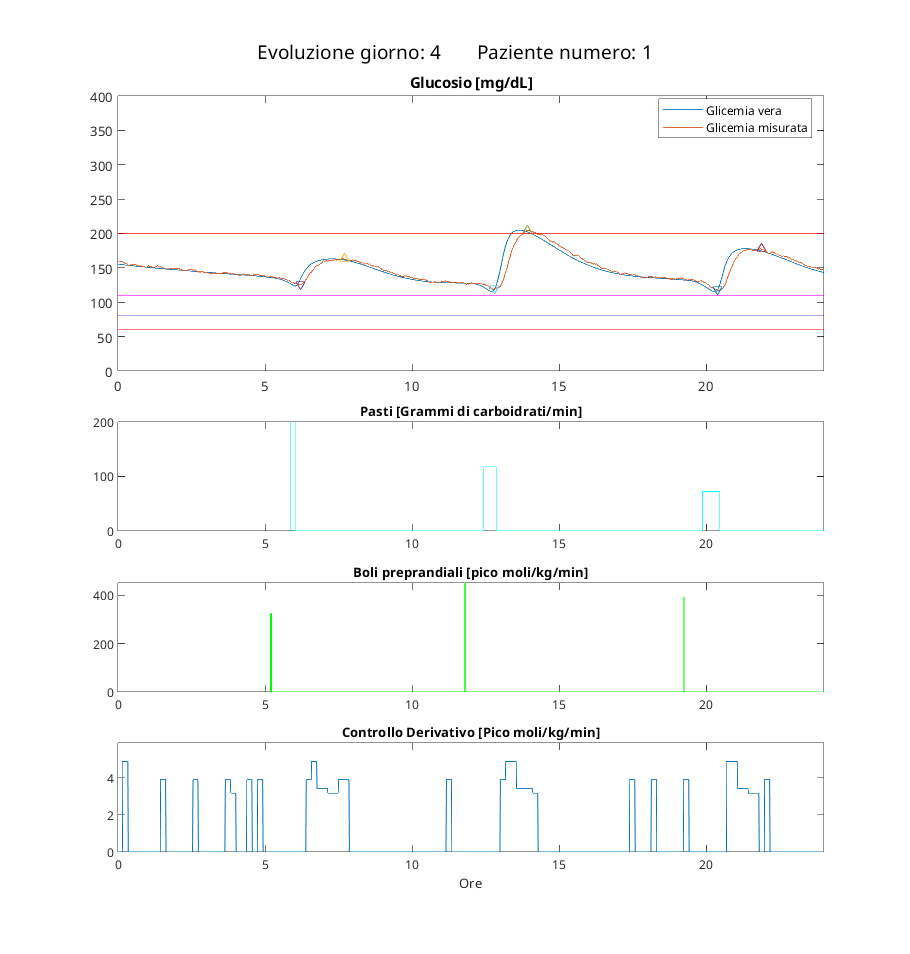 Evoluzione giorno: 4 Paziente numero: 1
Glucosio [mg/dL]
400
350
300
250
200
150
100
50
0
Glicemia vera
Glicemia misurata
0 5 10 15 20
Pasti [Grammi di carboidrati/min]
200
100
0
0 5 10 15 20
Boli preprandiali [pico moli/kg/min]
400
200
0
0 5 10 15 20
Controllo Derivativo [Pico moli/kg/min]
4
2
0
0 5 10 15 20
Ore